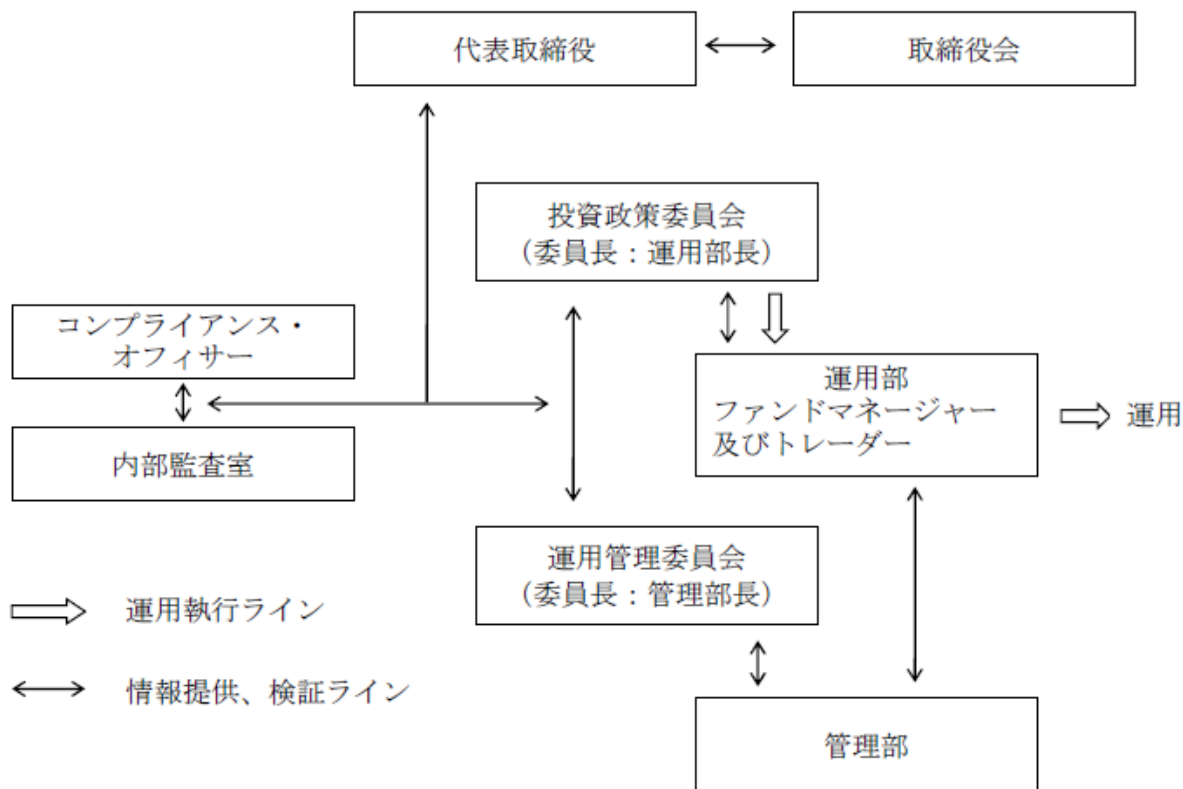 代表取締役
取締役会
投資政策委員会
（委員長：運用部長）
コンプライアンス・
オフィサー
運用部
ファンドマネージャー
及びトレーダー
運用
内部監査室
運用管理委員会
（委員長：管理部長）
運用執行ライン
情報提供、検証ライン
管理部